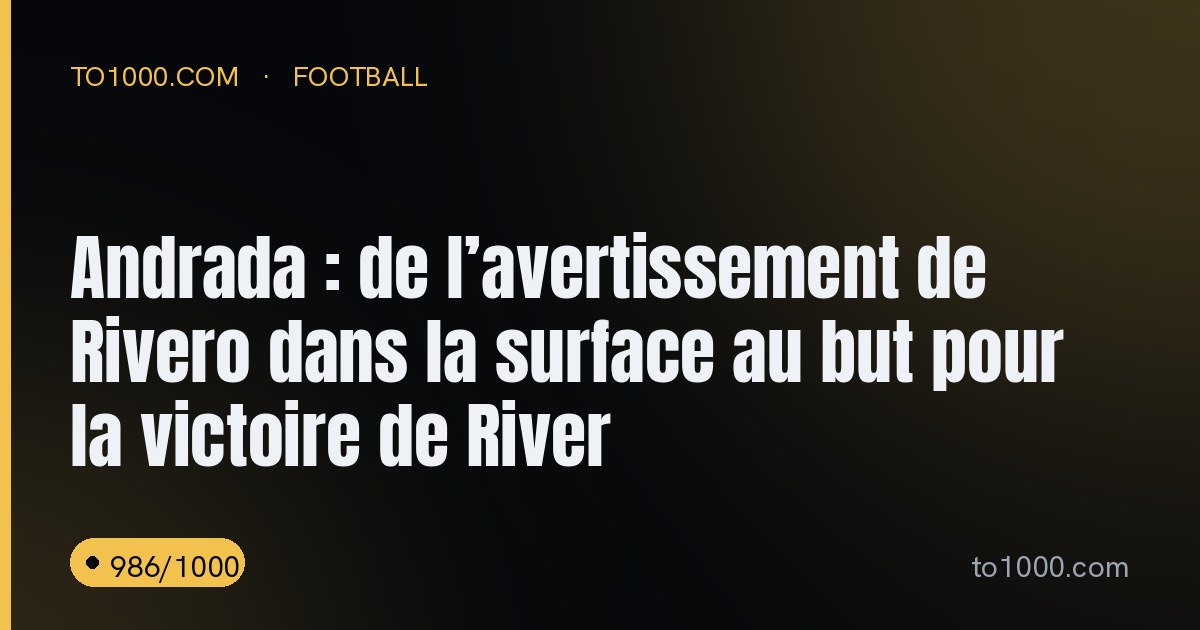 TO1000.COM · FOOTBALL
Andrada : de l’avertissement de
Rivero dans la surface au but pour
la victoire de River
986/1000
to1000.com